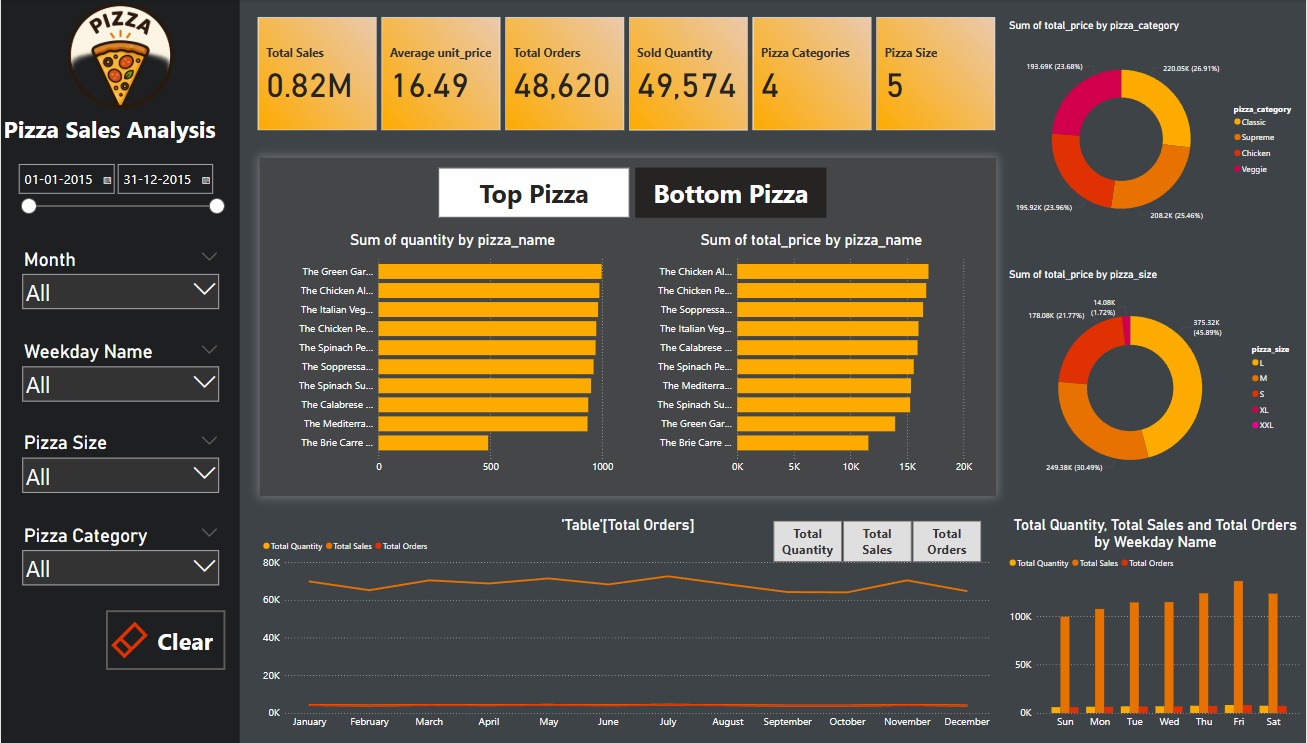 PIZZA
Pizza Sales Analysis
01-01-2015
31-12-2015
Month
All
Weekday Name
All
Pizza Size
All
Pizza Category
All
Clear
Total Sales
0.82M
Average unit_price
16.49
Total Orders
48,620
Sold Quantity
49,574
Pizza Categories
4
Pizza Size
5
Top Pizza
Bottom Pizza
Sum of quantity by pizza_name
The Green Gar...
The Chicken Al...
The Italian Veg...
The Chicken Pe...
The Spinach Pe...
The Soppressa...
The Spinach Su...
The Calabrese ...
The Mediterra...
The Brie Carre ...
0
500
1000
Sum of total_price by pizza_name
The Chicken Al...
The Chicken Pe...
The Soppressa...
The Italian Veg...
The Calabrese ...
The Spinach Pe...
The Mediterra...
The Spinach Su...
The Green Gar...
The Brie Carre ...
0K
5K
10K
15K
20K
'Table'[Total Orders]
Total Quantity
Total Sales
Total Orders
Total Quantity
Total Sales
Total Orders
80K
60K
40K
20K
0K
January
February
March
April
May
June
July
August
September
October
November
December
Sum of total_price by pizza_category
193.69K (23.68%)
220.05K (26.91%)
195.92K (23.96%)
208.2K (25.46%)
pizza_category
Classic
Supreme
Chicken
Veggie
Sum of total_price by pizza_size
14.08K
(1.72%)
178.08K (21.77%)
375.32K
(45.89%)
249.38K (30.49%)
pizza_size
L
M
S
XL
XXL
Total Quantity, Total Sales and Total Orders
by Weekday Name
Total Quantity
Total Sales
Total Orders
100K
50K
0K
Sun
Mon
Tue
Wed
Thu
Fri
Sat